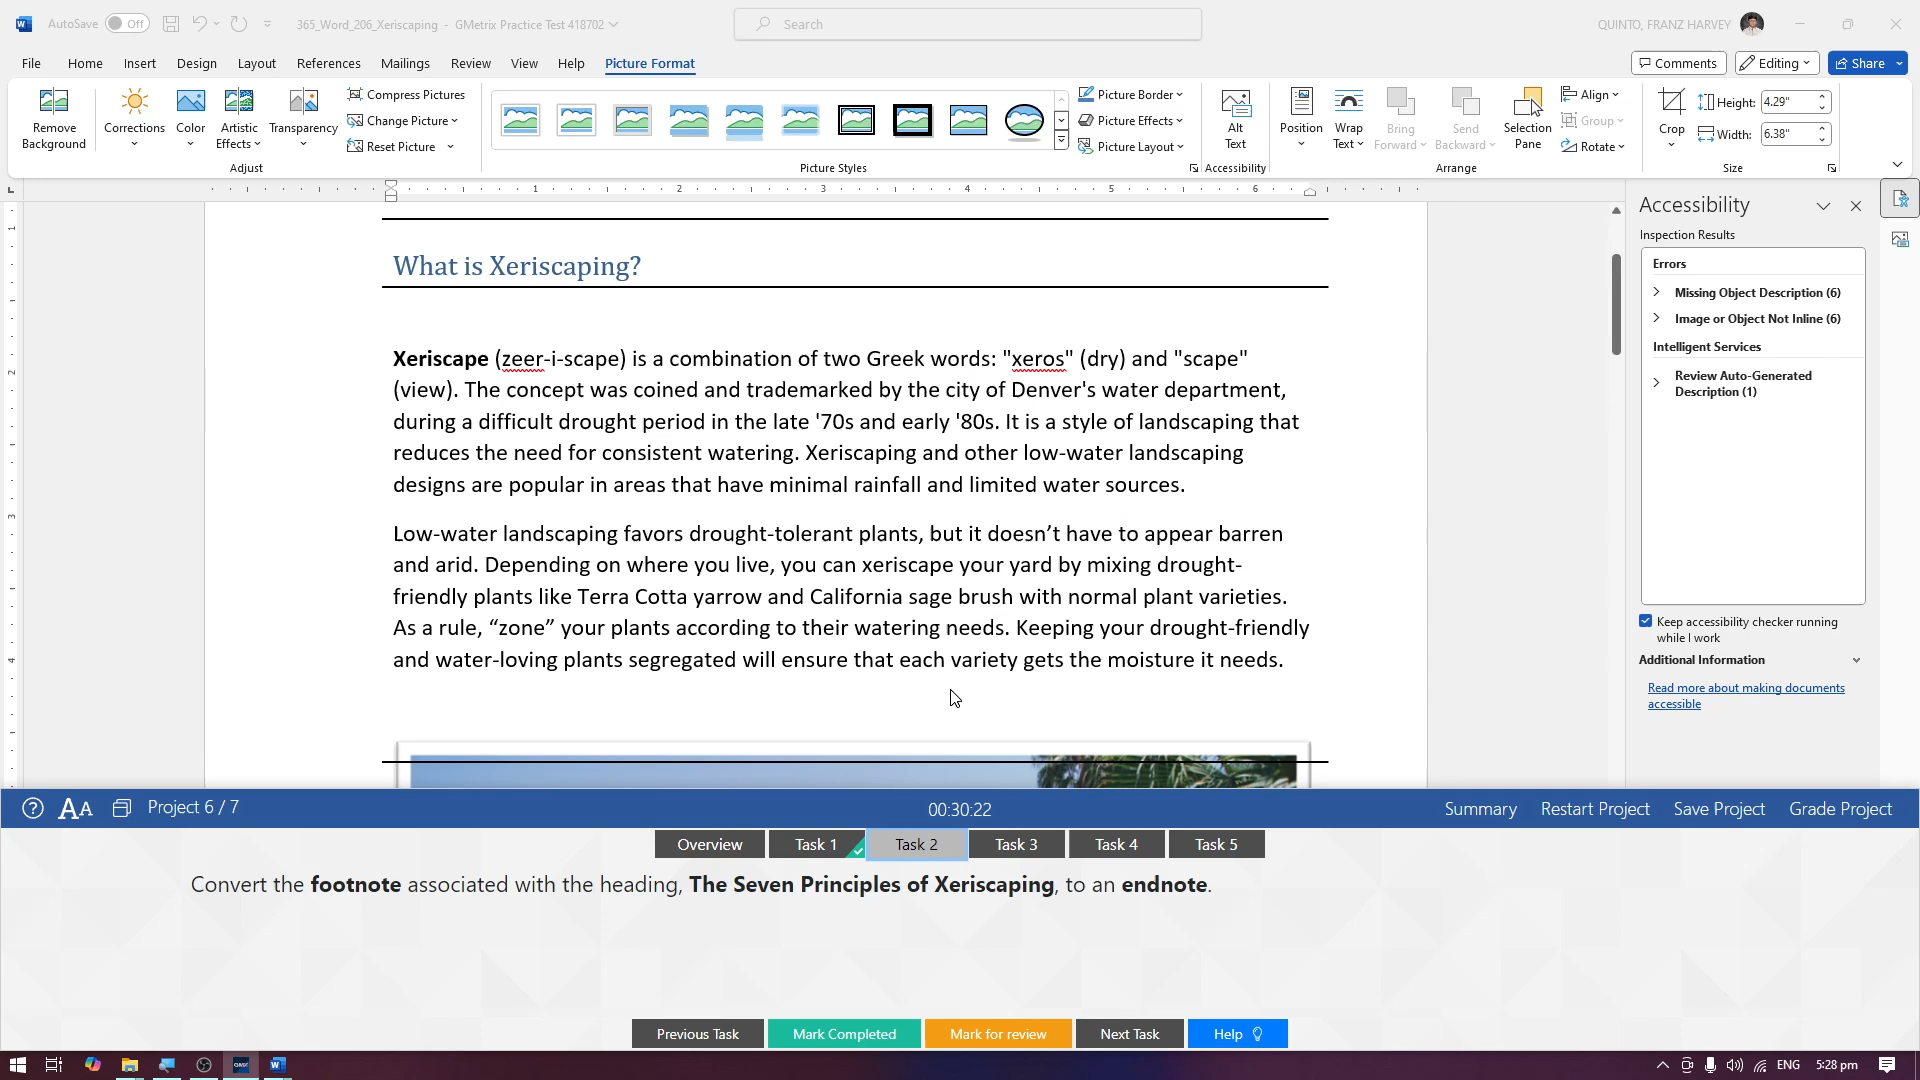 AutoSave Off 365_Word_206_Xeriscaping - GMetrix Practice Test 418702 Search QUINTO, FRANZ HARVEY
File Home Insert Design Layout References Mailings Review View Help Picture Format Comments Editing Share
Remove Background
Corrections
Color
Artistic Effects
Transparency
Compress Pictures
Change Picture
Reset Picture
Adjust
Picture Styles
Picture Border
Picture Effects
Picture Layout
Alt Text
Accessibility
Position
Wrap Text
Bring Forward
Send Backward
Selection Pane
Align
Group
Rotate
Arrange
Crop
Height: 4.29"
Width: 6.38"
Size
1 2 3 4 5 6
1
2
3
4
What is Xeriscaping?
Xeriscape (zeer-i-scape) is a combination of two Greek words: "xeros" (dry) and "scape"
(view). The concept was coined and trademarked by the city of Denver's water department,
during a difficult drought period in the late '70s and early '80s. It is a style of landscaping that
reduces the need for consistent watering. Xeriscaping and other low-water landscaping
designs are popular in areas that have minimal rainfall and limited water sources.
Low-water landscaping favors drought-tolerant plants, but it doesn’t have to appear barren
and arid. Depending on where you live, you can xeriscape your yard by mixing drought-
friendly plants like Terra Cotta yarrow and California sage brush with normal plant varieties.
As a rule, “zone” your plants according to their watering needs. Keeping your drought-friendly
and water-loving plants segregated will ensure that each variety gets the moisture it needs.
Accessibility
Inspection Results
Errors
Missing Object Description (6)
Image or Object Not Inline (6)
Intelligent Services
Review Auto-Generated
Description (1)
Keep accessibility checker running
while I work
Additional Information
Read more about making documents
accessible
Project 6 / 7 00:30:22 Summary Restart Project Save Project Grade Project
Overview Task 1 Task 2 Task 3 Task 4 Task 5
Convert the footnote associated with the heading, The Seven Principles of Xeriscaping, to an endnote.
Previous Task Mark Completed Mark for review Next Task Help
ENG 5:28 pm